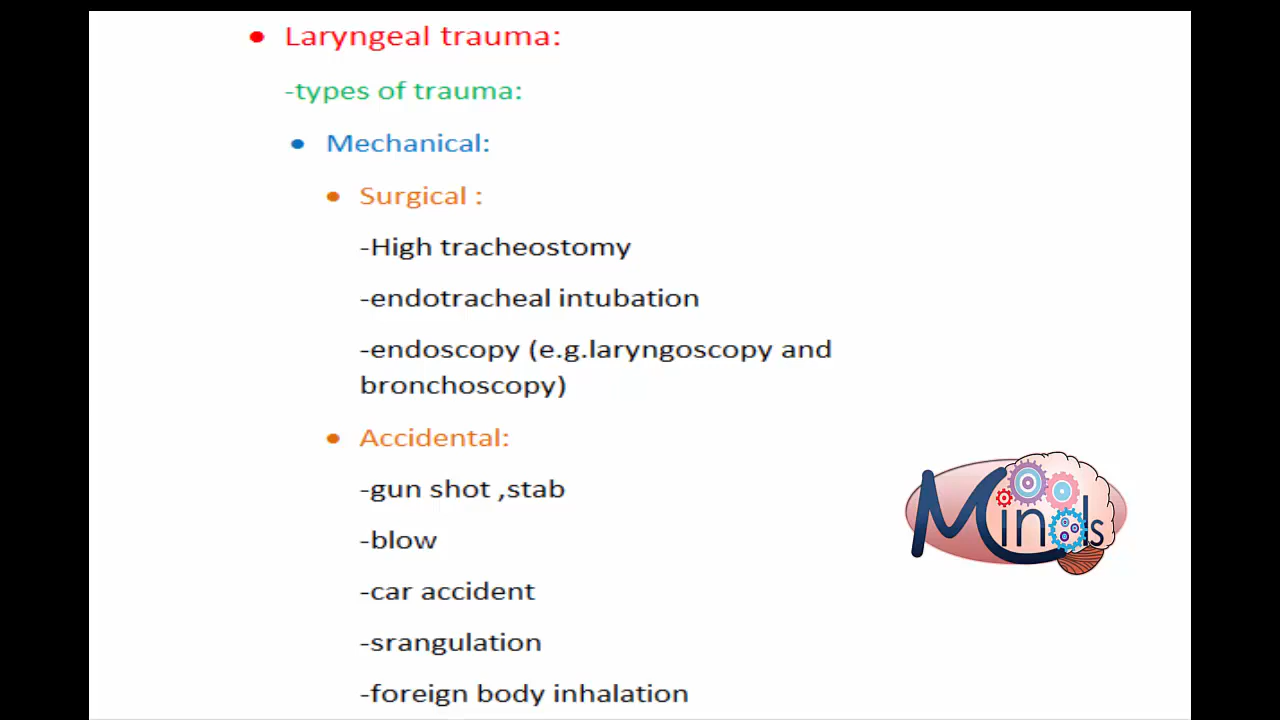 • Laryngeal trauma:
-types of trauma:
• Mechanical:
• Surgical :
-High tracheostomy
-endotracheal intubation
-endoscopy (e.g.laryngoscopy and
bronchoscopy)
• Accidental:
-gun shot ,stab
-blow
-car accident
-srangulation
-foreign body inhalation
Minds